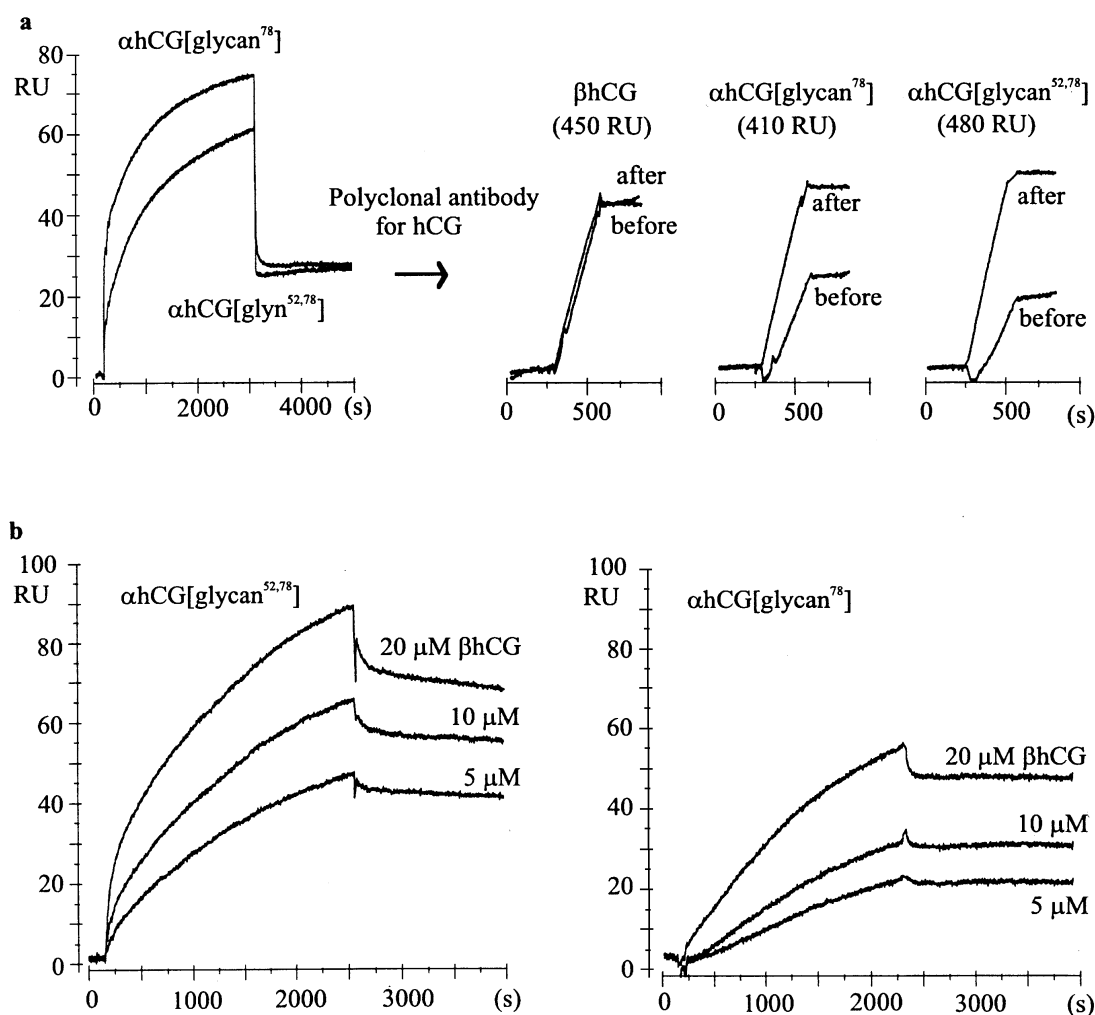 a
αhCG[glycan⁷⁸]
80
RU
60
40
20
0
0 2000 4000 (s)
αhCG[glyn⁵²,⁷⁸]
Polyclonal antibody
for hCG
βhCG
(450 RU)
after
before
0 500
αhCG[glycan⁷⁸]
(410 RU)
after
before
0 500
αhCG[glycan⁵²,⁷⁸]
(480 RU)
after
before
0 500 (s)
b
100
RU
80
60
40
20
0
αhCG[glycan⁵²,⁷⁸]
20 μM βhCG
10 μM
5 μM
0 1000 2000 3000 (s)
100
RU
80
60
40
20
0
αhCG[glycan⁷⁸]
20 μM βhCG
10 μM
5 μM
0 1000 2000 3000 (s)